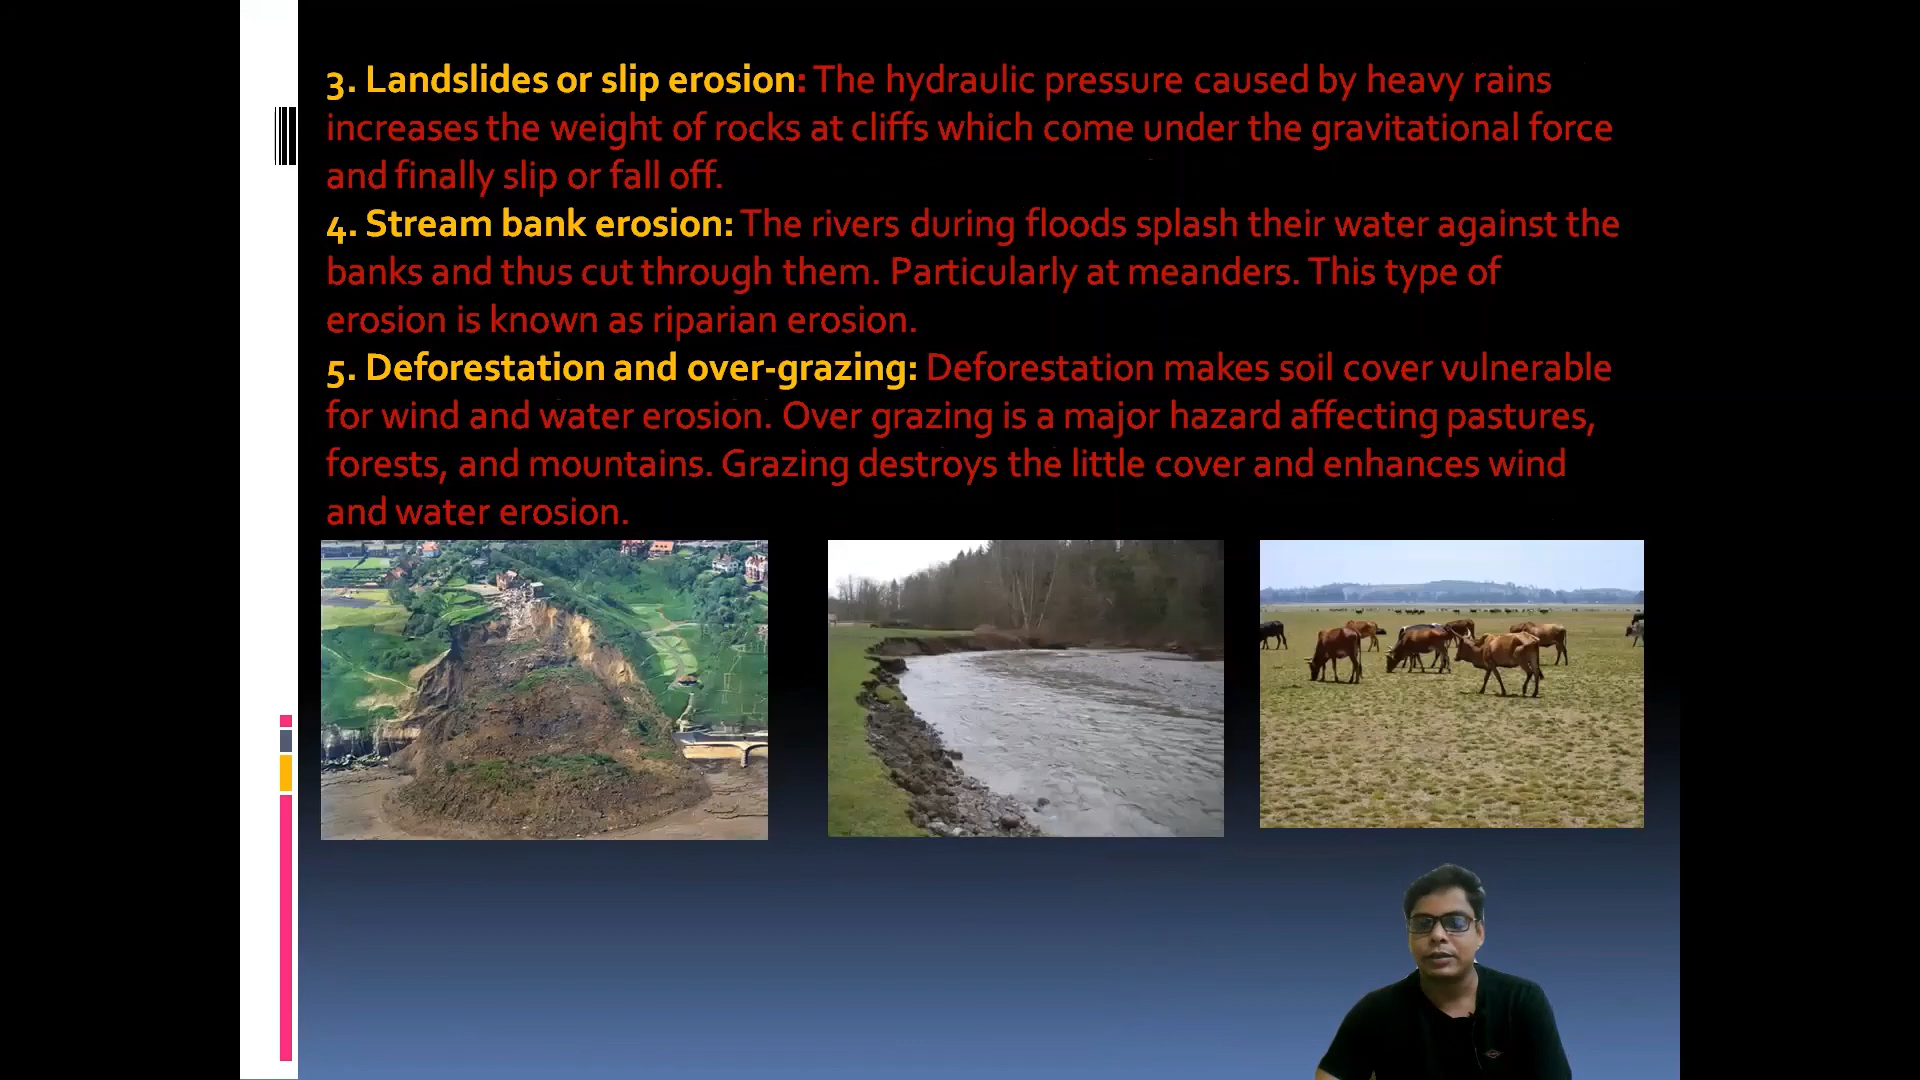 3. Landslides or slip erosion: The hydraulic pressure caused by heavy rains
increases the weight of rocks at cliffs which come under the gravitational force
and finally slip or fall off.
4. Stream bank erosion: The rivers during floods splash their water against the
banks and thus cut through them. Particularly at meanders. This type of
erosion is known as riparian erosion.
5. Deforestation and over-grazing: Deforestation makes soil cover vulnerable
for wind and water erosion. Over grazing is a major hazard affecting pastures,
forests, and mountains. Grazing destroys the little cover and enhances wind
and water erosion.